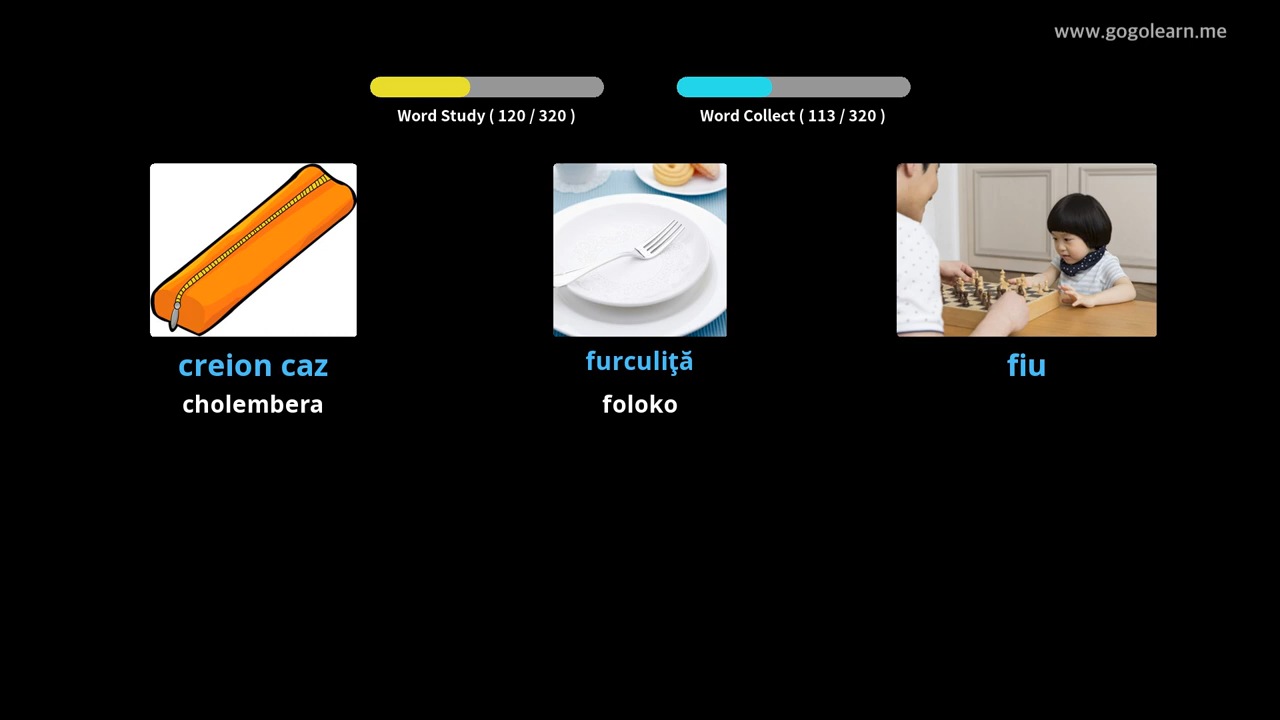 www.gogolearn.me
Word Study ( 120 / 320 )
Word Collect ( 113 / 320 )
creion caz
furculiţă
fiu
cholembera
foloko